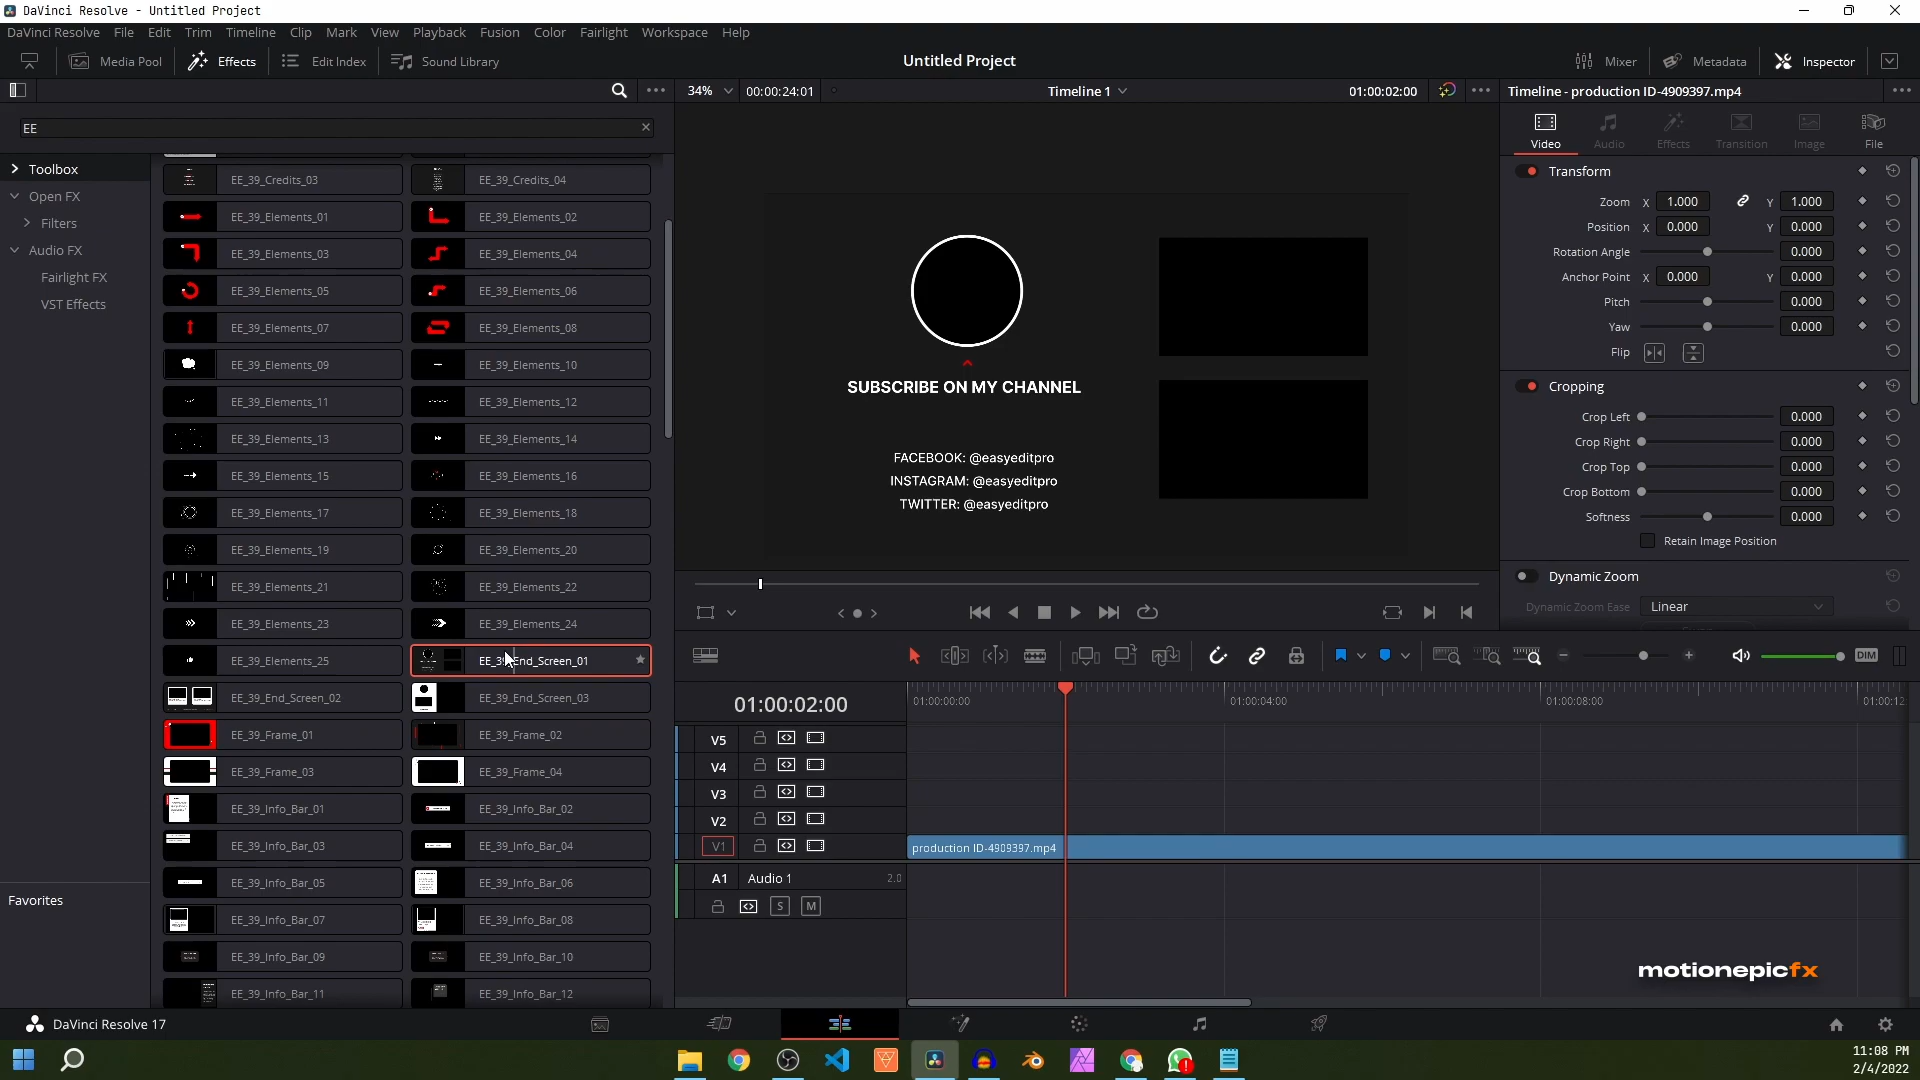 DaVinci Resolve - Untitled Project
DaVinci Resolve File Edit Trim Timeline Clip Mark View Playback Fusion Color Fairlight Workspace Help
Media Pool Effects Edit Index Sound Library Untitled Project Mixer Metadata Inspector
34% 00:00:24:01 Timeline 1 01:00:02:00 Timeline - production ID-4909397.mp4
EE
Toolbox
Open FX
Filters
Audio FX
Fairlight FX
VST Effects
Favorites
EE_39_Credits_03 EE_39_Credits_04
EE_39_Elements_01 EE_39_Elements_02
EE_39_Elements_03 EE_39_Elements_04
EE_39_Elements_05 EE_39_Elements_06
EE_39_Elements_07 EE_39_Elements_08
EE_39_Elements_09 EE_39_Elements_10
EE_39_Elements_11 EE_39_Elements_12
EE_39_Elements_13 EE_39_Elements_14
EE_39_Elements_15 EE_39_Elements_16
EE_39_Elements_17 EE_39_Elements_18
EE_39_Elements_19 EE_39_Elements_20
EE_39_Elements_21 EE_39_Elements_22
EE_39_Elements_23 EE_39_Elements_24
EE_39_Elements_25 EE_39_End_Screen_01
EE_39_End_Screen_02 EE_39_End_Screen_03
EE_39_Frame_01 EE_39_Frame_02
EE_39_Frame_03 EE_39_Frame_04
EE_39_Info_Bar_01 EE_39_Info_Bar_02
EE_39_Info_Bar_03 EE_39_Info_Bar_04
EE_39_Info_Bar_05 EE_39_Info_Bar_06
EE_39_Info_Bar_07 EE_39_Info_Bar_08
EE_39_Info_Bar_09 EE_39_Info_Bar_10
EE_39_Info_Bar_11 EE_39_Info_Bar_12
SUBSCRIBE ON MY CHANNEL
FACEBOOK: @easyeditpro
INSTAGRAM: @easyeditpro
TWITTER: @easyeditpro
Video Audio Effects Transition Image File
Transform
Zoom X 1.000 Y 1.000
Position X 0.000 Y 0.000
Rotation Angle 0.000
Anchor Point X 0.000 Y 0.000
Pitch 0.000
Yaw 0.000
Flip
Cropping
Crop Left 0.000
Crop Right 0.000
Crop Top 0.000
Crop Bottom 0.000
Softness 0.000
Retain Image Position
Dynamic Zoom
Dynamic Zoom Ease Linear
DIM
01:00:02:00 01:00:00:00 01:00:04:00 01:00:08:00 01:00:12
V5
V4
V3
V2
V1 production ID-4909397.mp4
A1 Audio 1 2.0
S M
motionepicfx
DaVinci Resolve 17
11:08 PM
2/4/2022